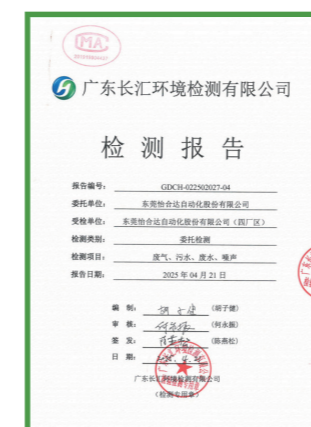 MA
广东长汇环境检测有限公司
检测报告
报告编号： GDCH-022502027-04
委托单位： 东莞怡合达自动化股份有限公司
受检单位： 东莞怡合达自动化股份有限公司（四厂区）
检测类别： 委托检测
检测项目： 废气、污水、废水、噪声
报告日期： 2025 年 04 月 21 日
编 制： （胡子健）
审 核： （何永振）
签 发： （陈燕松）
日 期：
广东长汇环境检测有限公司
（检测专用章）